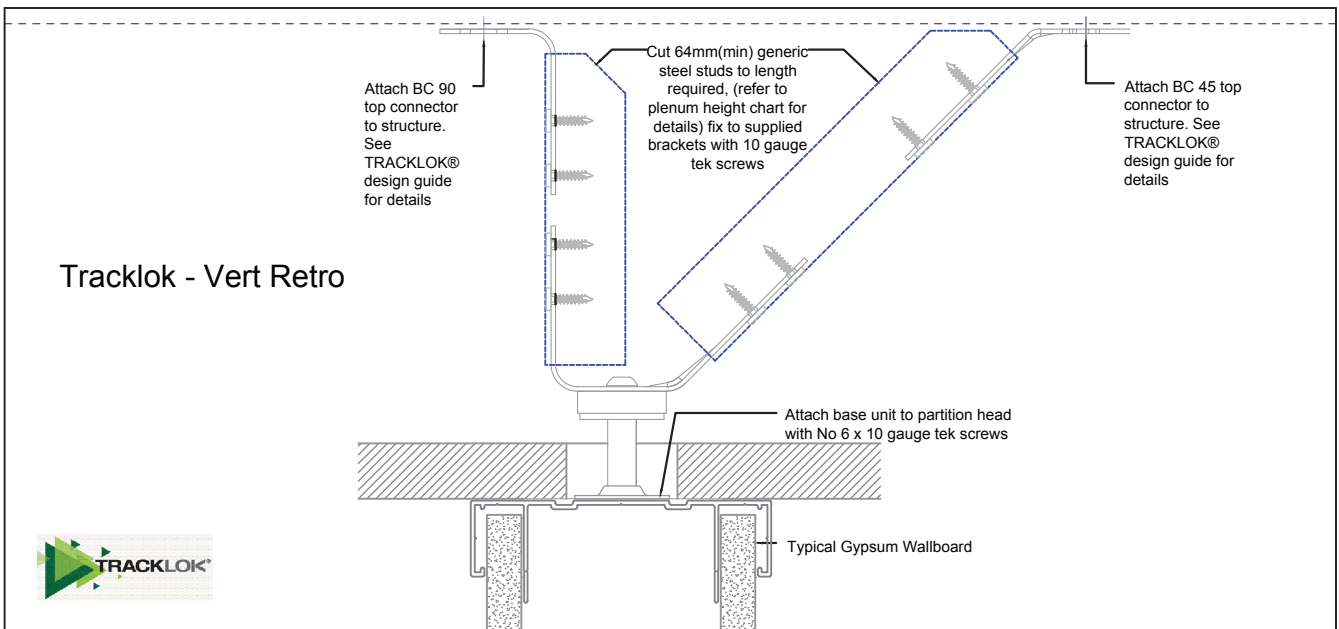 Cut 64mm(min) generic
steel studs to length
required, (refer to
plenum height chart for
details) fix to supplied
brackets with 10 gauge
tek screws
Attach BC 90
top connector
to structure.
See
TRACKLOK®
design guide
for details
Attach BC 45 top
connector to
structure. See
TRACKLOK®
design guide for
details
Tracklok - Vert Retro
Attach base unit to partition head
with No 6 x 10 gauge tek screws
Typical Gypsum Wallboard
TRACKLOK®